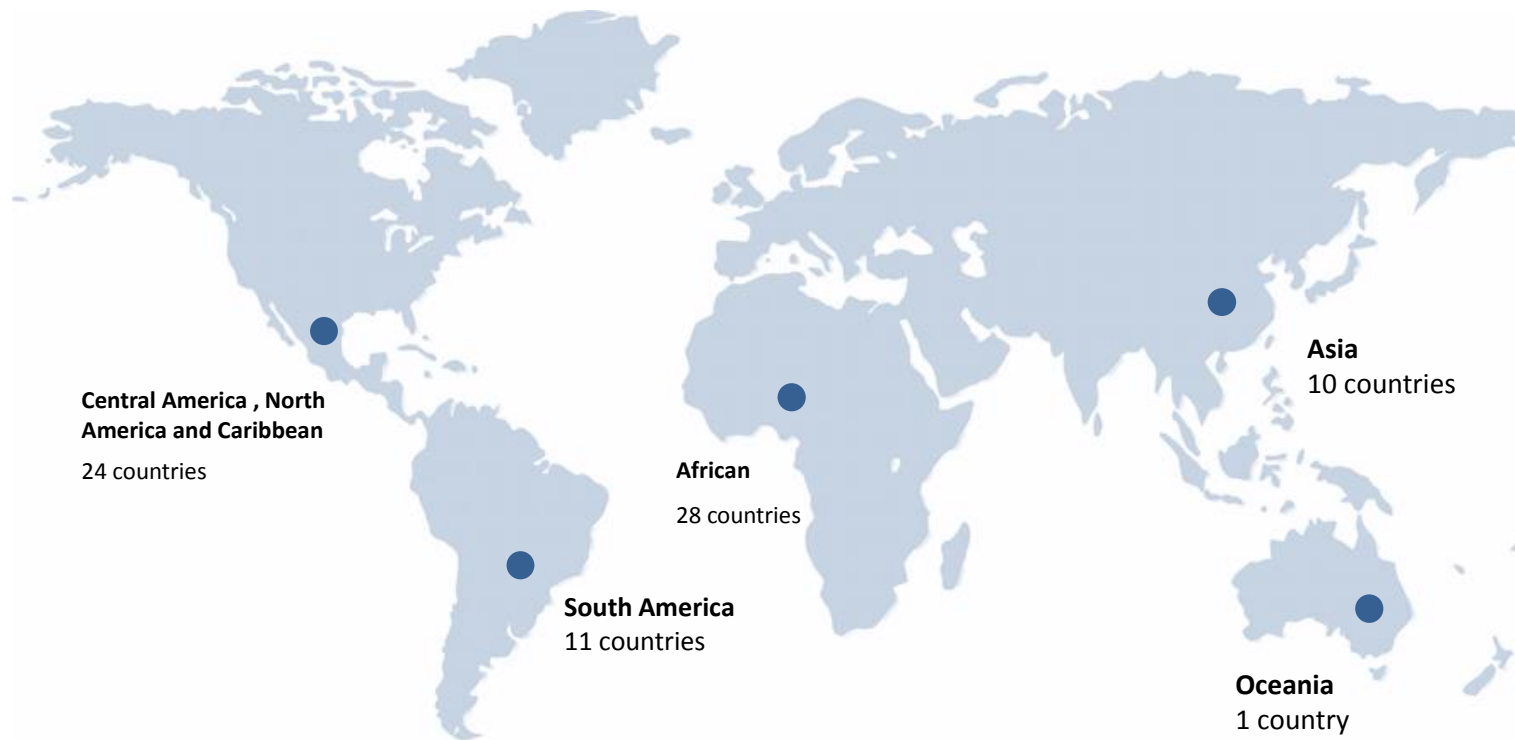 Central America , North
America and Caribbean
24 countries
South America
11 countries
African
28 countries
Asia
10 countries
Oceania
1 country